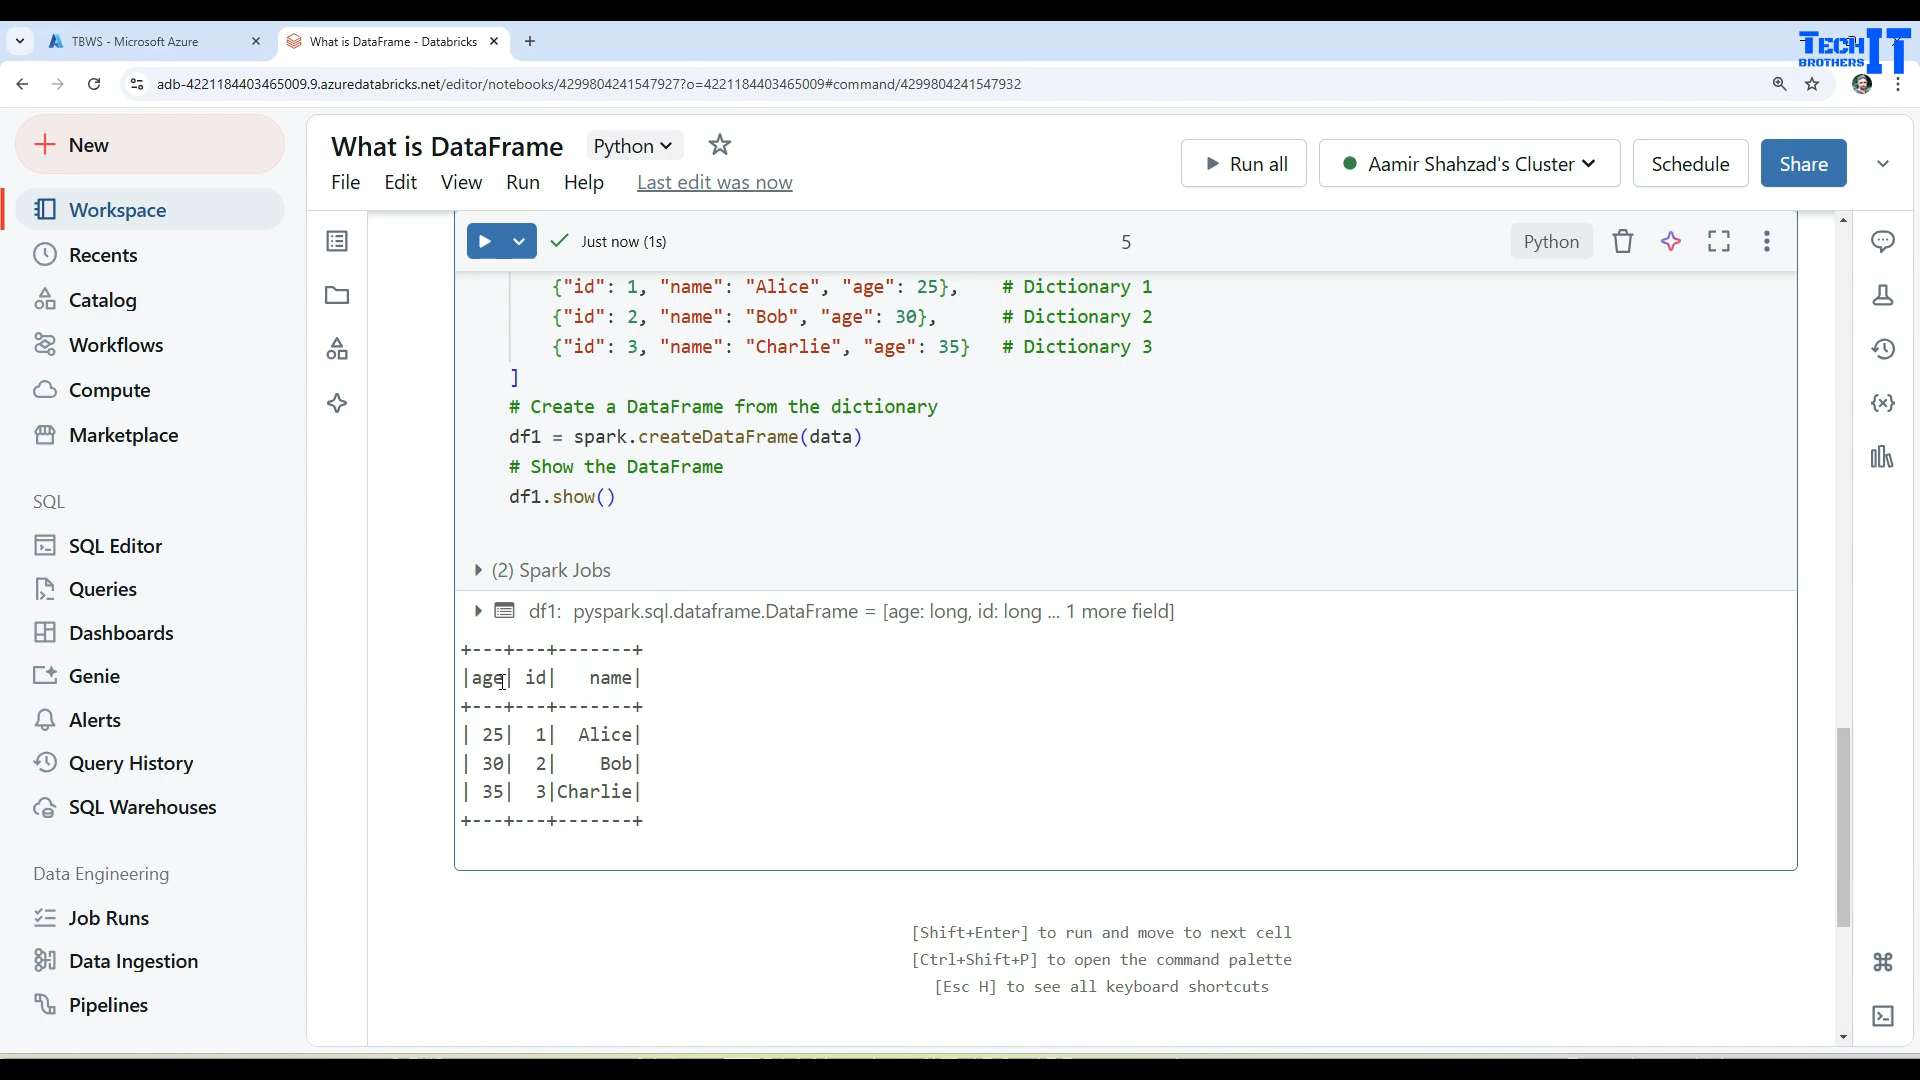 TBWS - Microsoft Azure
What is DataFrame - Databricks
TECH IT
BROTHERS
adb-4221184403465009.9.azuredatabricks.net/editor/notebooks/4299804241547927?o=4221184403465009#command/4299804241547932
New
Workspace
Recents
Catalog
Workflows
Compute
Marketplace
SQL
SQL Editor
Queries
Dashboards
Genie
Alerts
Query History
SQL Warehouses
Data Engineering
Job Runs
Data Ingestion
Pipelines
What is DataFrame Python
File Edit View Run Help Last edit was now
Run all Aamir Shahzad's Cluster Schedule Share
Just now (1s) 5 Python
{"id": 1, "name": "Alice", "age": 25}, # Dictionary 1
{"id": 2, "name": "Bob", "age": 30}, # Dictionary 2
{"id": 3, "name": "Charlie", "age": 35} # Dictionary 3
]
# Create a DataFrame from the dictionary
df1 = spark.createDataFrame(data)
# Show the DataFrame
df1.show()
(2) Spark Jobs
df1: pyspark.sql.dataframe.DataFrame = [age: long, id: long ... 1 more field]
+---+---+-------+
|age| id|   name|
+---+---+-------+
| 25|  1|  Alice|
| 30|  2|    Bob|
| 35|  3|Charlie|
+---+---+-------+
[Shift+Enter] to run and move to next cell
[Ctrl+Shift+P] to open the command palette
[Esc H] to see all keyboard shortcuts